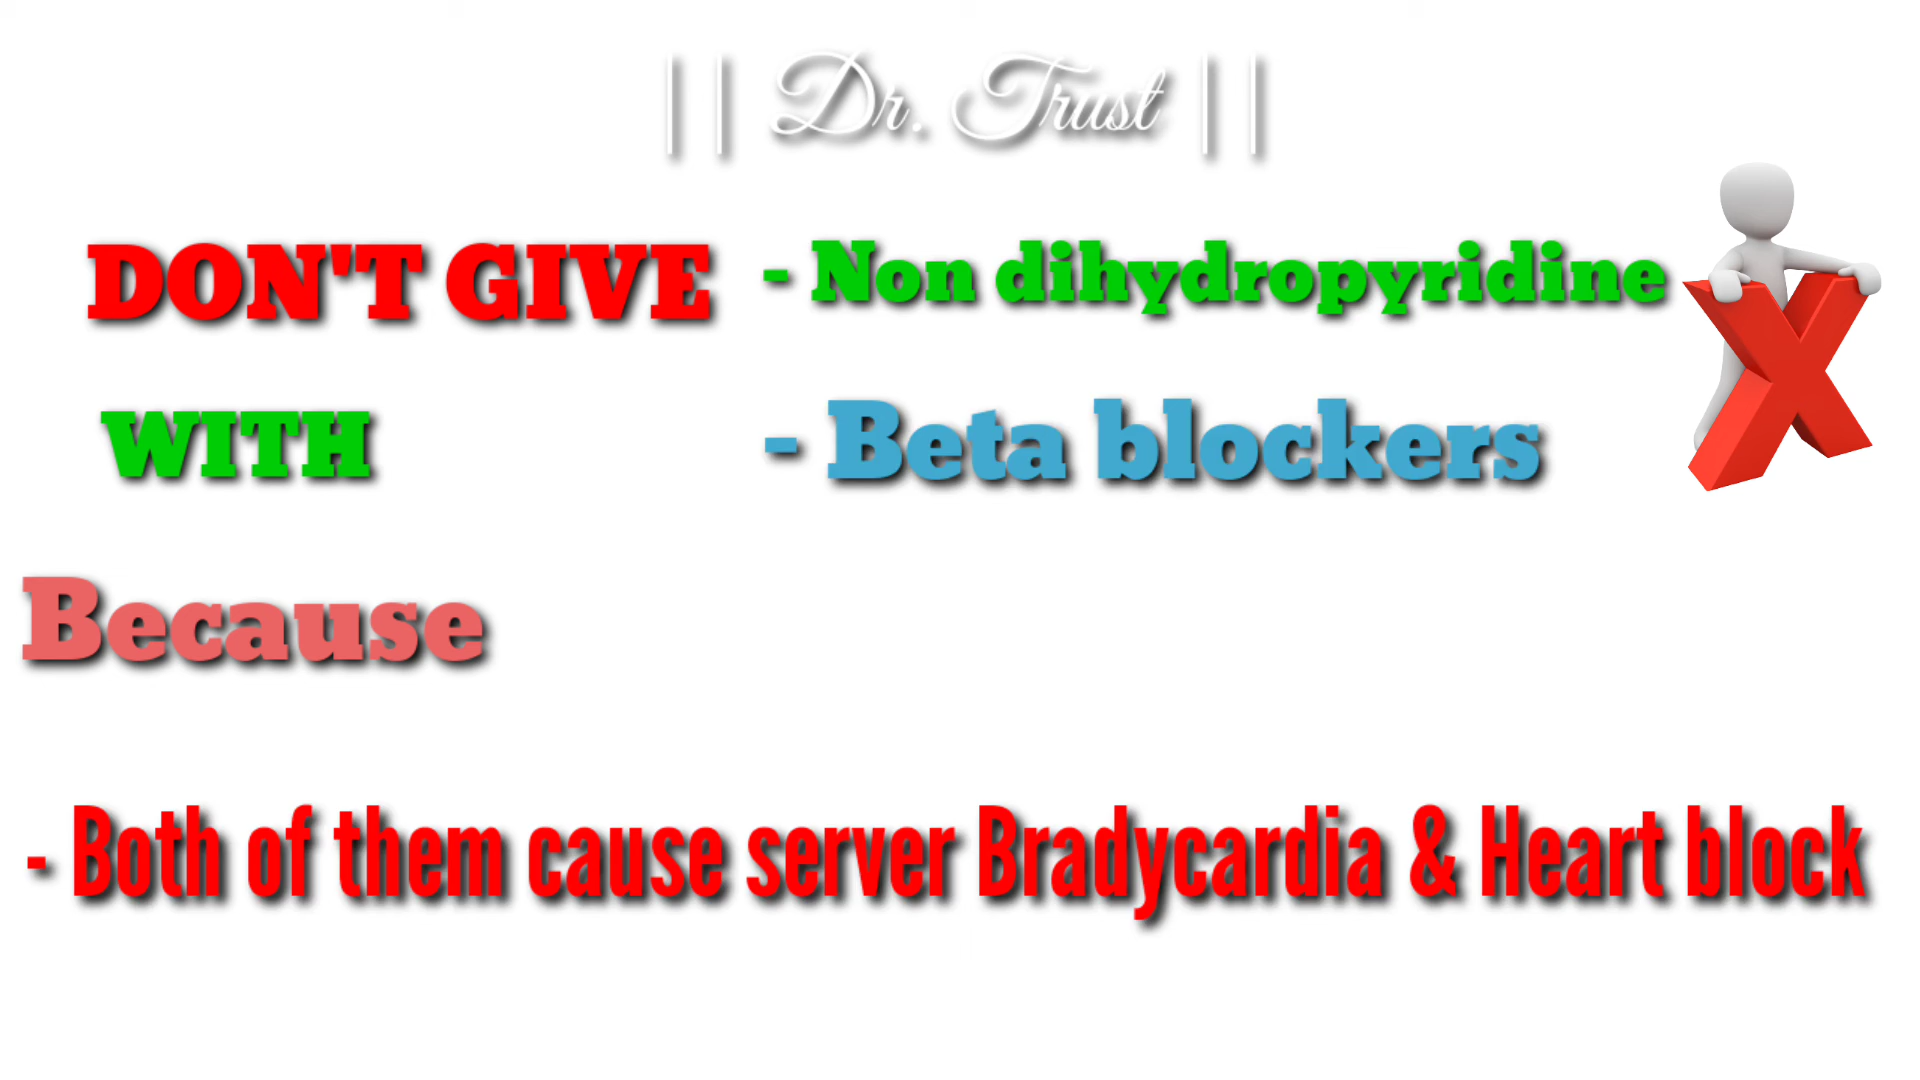 || Dr. Trust ||
DON'T GIVE - Non dihydropyridine
WITH - Beta blockers
Because
- Both of them cause server Bradycardia & Heart block